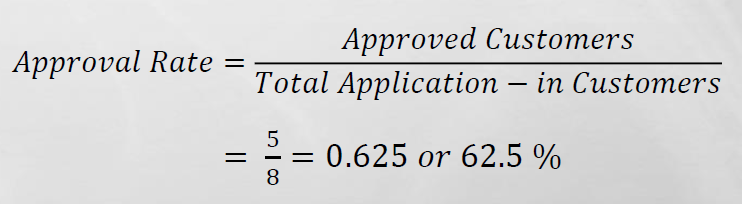 Approval Rate = Approved Customers / Total Application − in Customers
= 5/8 = 0.625 or 62.5 %